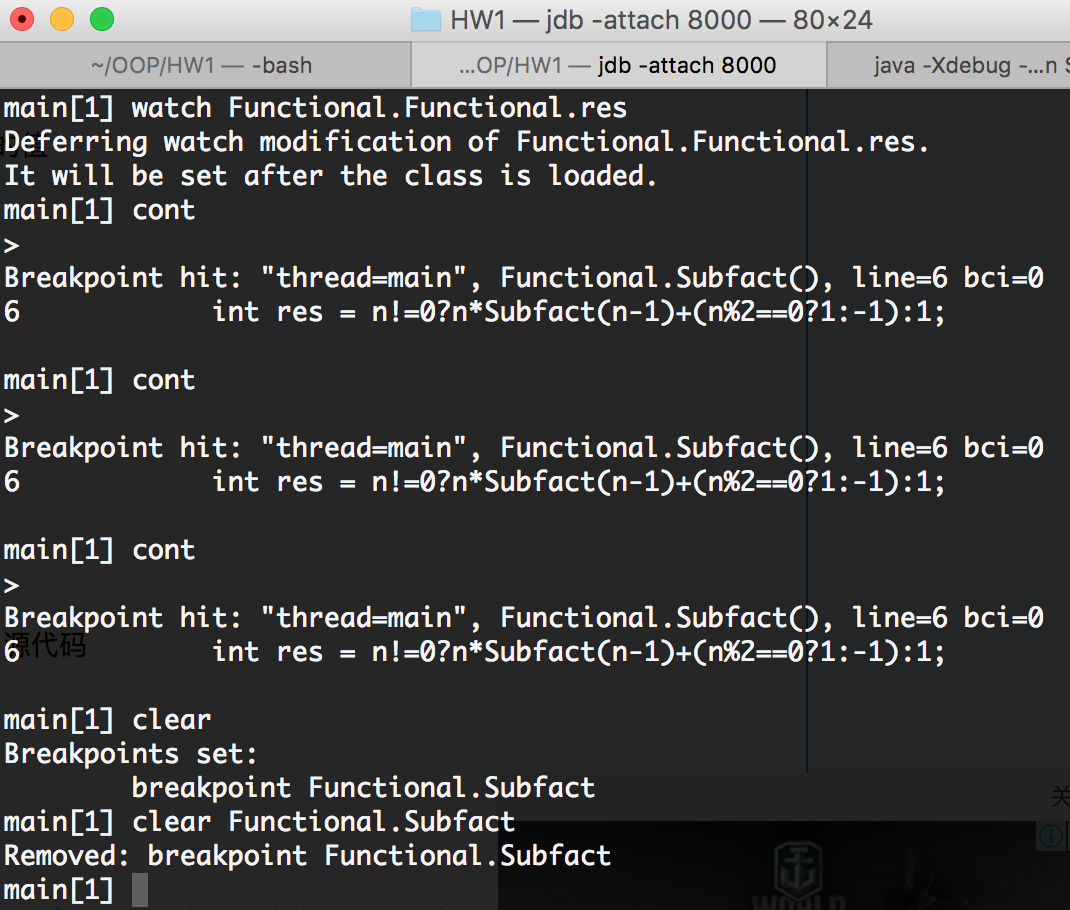 HW1 — jdb -attach 8000 — 80×24
~/OOP/HW1 — -bash
...OP/HW1 — jdb -attach 8000
java -Xdebug -...n S
main[1] watch Functional.Functional.res
Deferring watch modification of Functional.Functional.res.
It will be set after the class is loaded.
main[1] cont
>
Breakpoint hit: "thread=main", Functional.Subfact(), line=6 bci=0
6            int res = n!=0?n*Subfact(n-1)+(n%2==0?1:-1):1;
main[1] cont
>
Breakpoint hit: "thread=main", Functional.Subfact(), line=6 bci=0
6            int res = n!=0?n*Subfact(n-1)+(n%2==0?1:-1):1;
main[1] cont
>
Breakpoint hit: "thread=main", Functional.Subfact(), line=6 bci=0
源代码
6            int res = n!=0?n*Subfact(n-1)+(n%2==0?1:-1):1;
main[1] clear
Breakpoints set:
        breakpoint Functional.Subfact
关
main[1] clear Functional.Subfact
Removed: breakpoint Functional.Subfact
main[1]
WORLD